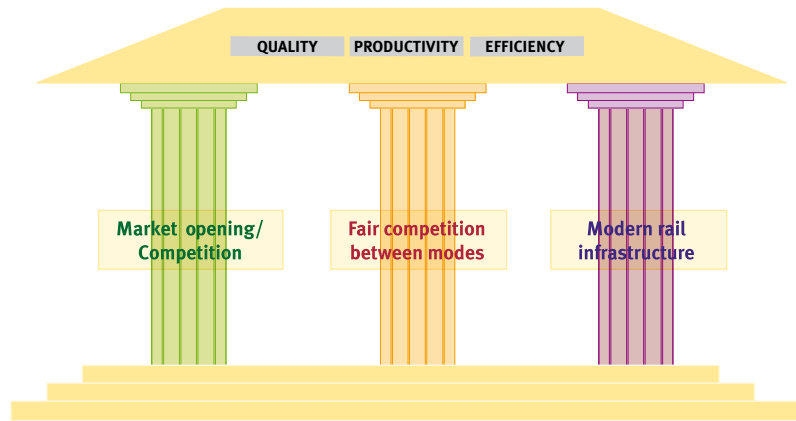 QUALITY PRODUCTIVITY EFFICIENCY
Market opening/
Competition
Fair competition
between modes
Modern rail
infrastructure